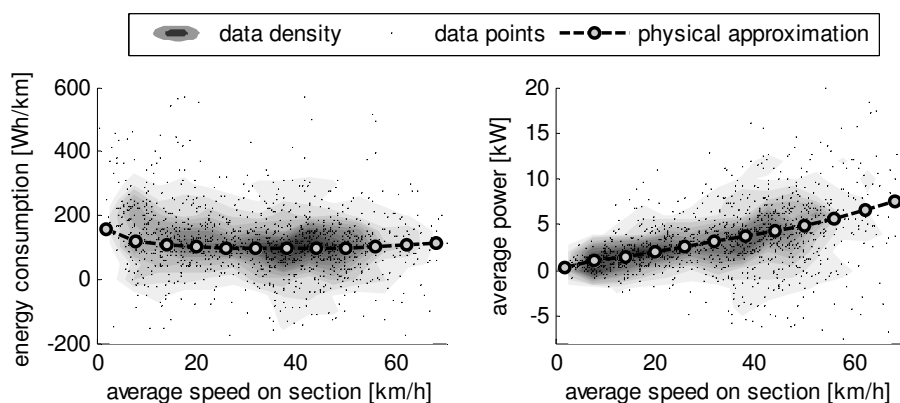 data density data points physical approximation
energy consumption [Wh/km]
600
400
200
0
-200
0 20 40 60
average speed on section [km/h]
average power [kW]
20
15
10
5
0
-5
0 20 40 60
average speed on section [km/h]